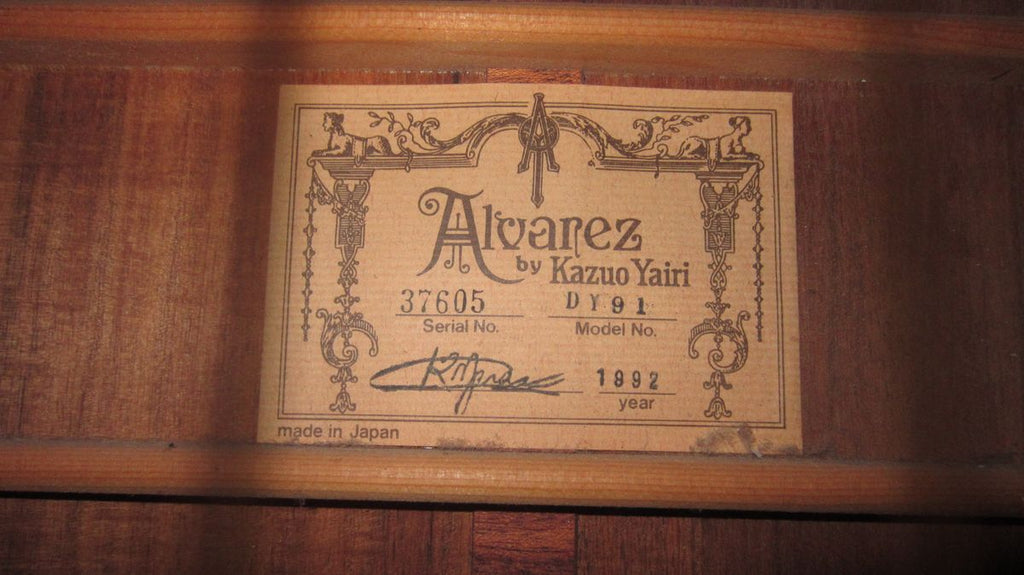 Alvarez
by Kazuo Yairi
37605 DY91
Serial No. Model No.
1992
year
made in Japan